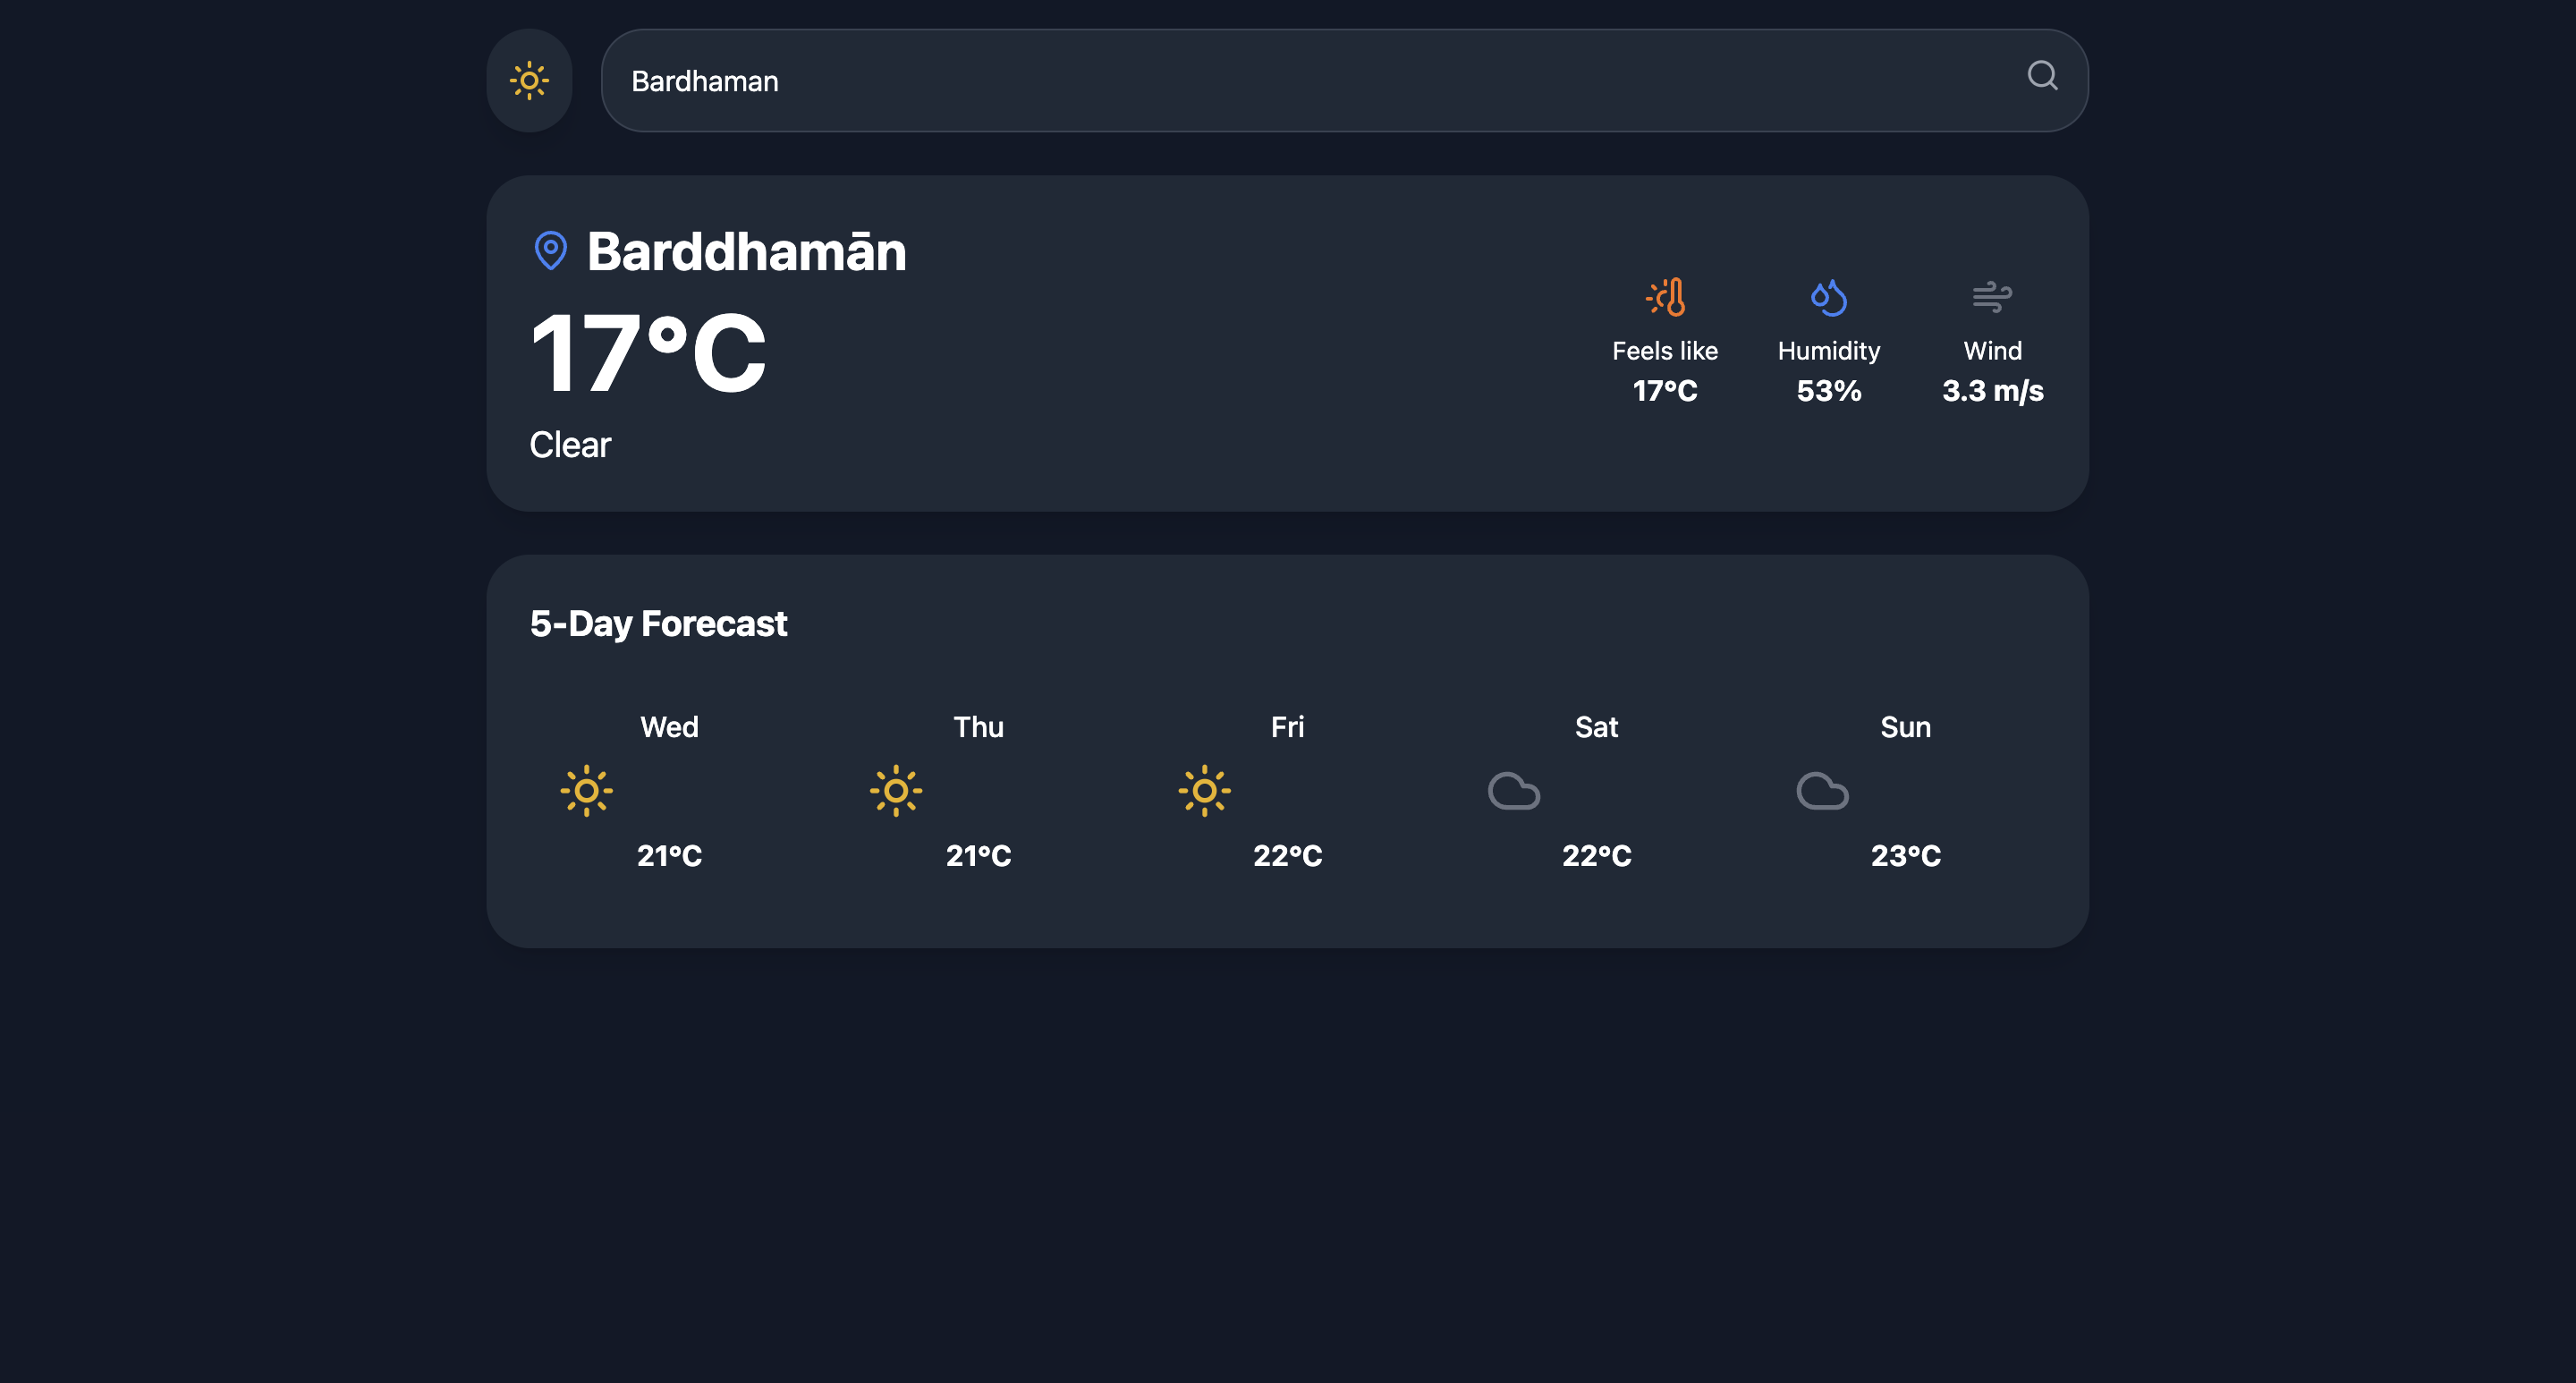 Bardhaman
Barddhamān
17°C
Clear
Feels like
17°C
Humidity
53%
Wind
3.3 m/s
5-Day Forecast
Wed
21°C
Thu
21°C
Fri
22°C
Sat
22°C
Sun
23°C